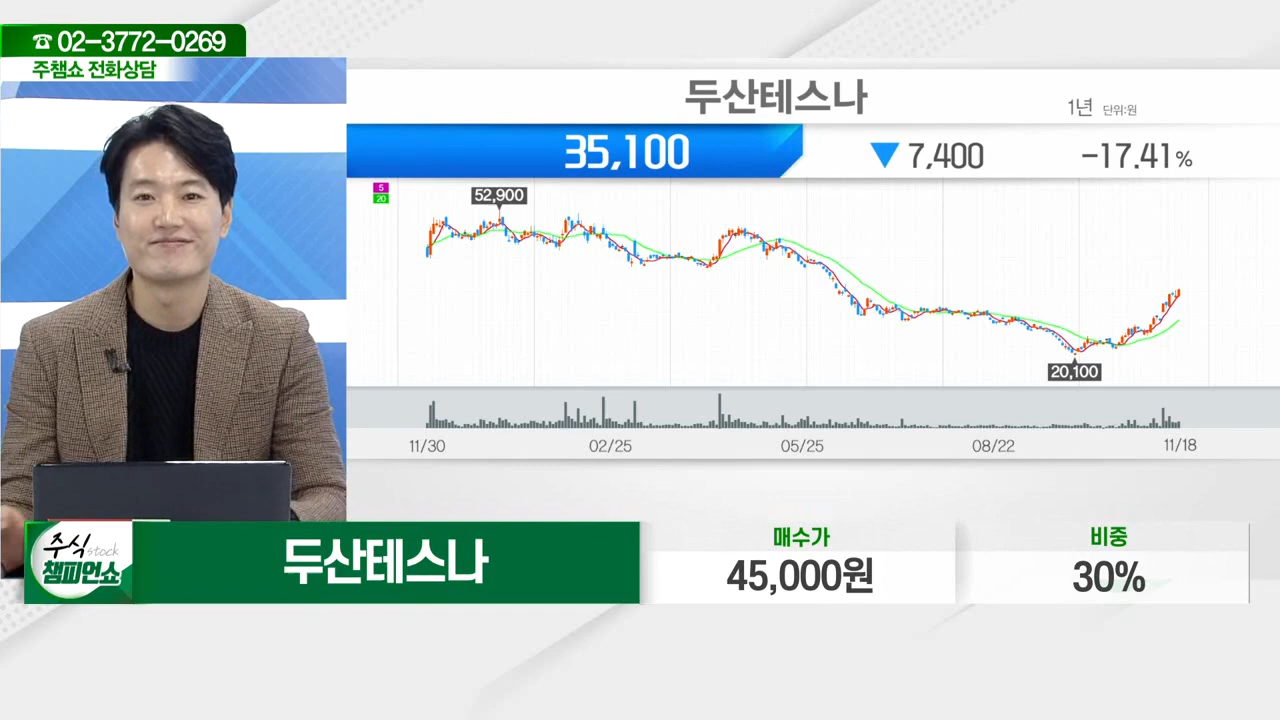 ☎ 02-3772-0269
주챔쇼 전화상담
두산테스나
1년 단위:원
35,100 ▼ 7,400 -17.41%
5
20
52,900
20,100
11/30 02/25 05/25 08/22 11/18
주식 stock
챔피언쇼
두산테스나
매수가
45,000원
비중
30%